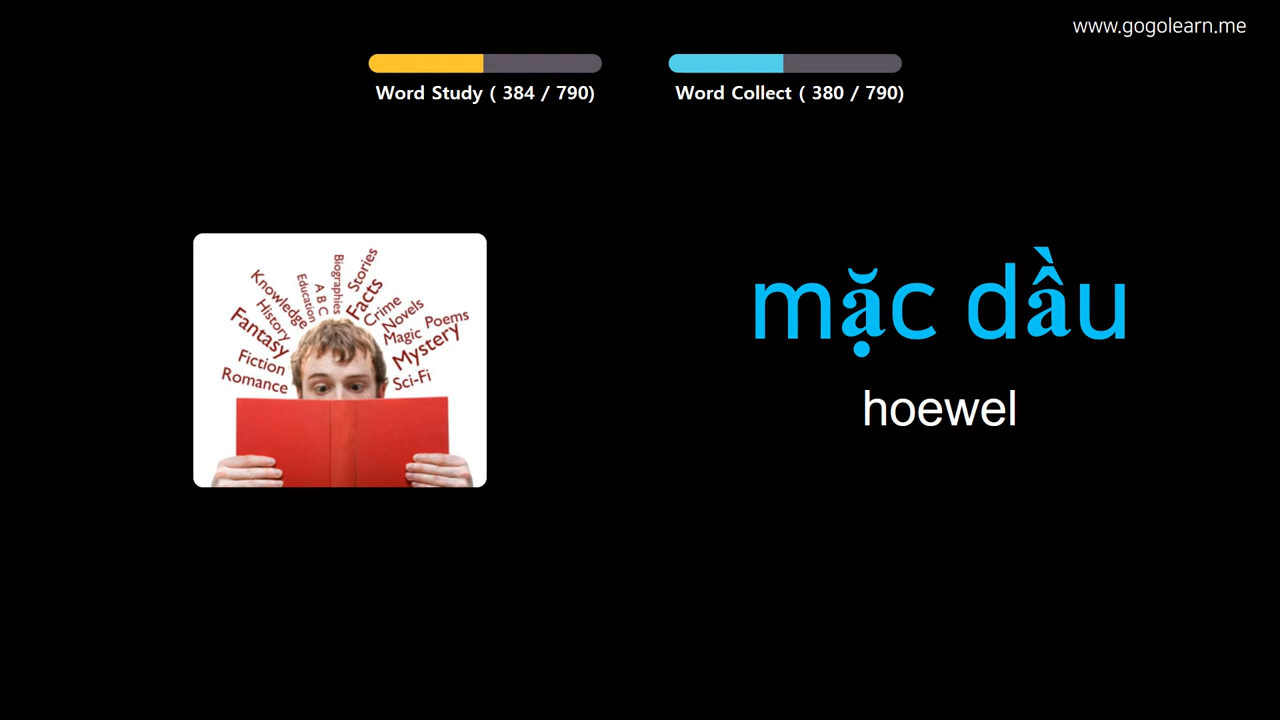 www.gogolearn.me
Word Study ( 384 / 790)
Word Collect ( 380 / 790)
Knowledge
History
Fantasy
Fiction
Romance
Education
A B C
Biographies
Stories
Facts
Crime
Novels
Magic
Poems
Mystery
Sci-Fi
mặc dầu
hoewel